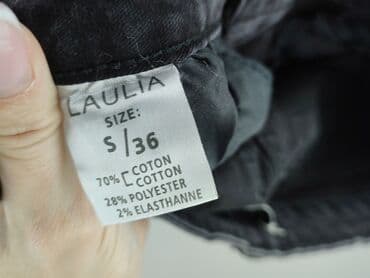 LAULIA
SIZE:
S/36
70% COTON
COTTON
28% POLYESTER
2% ELASTHANNE